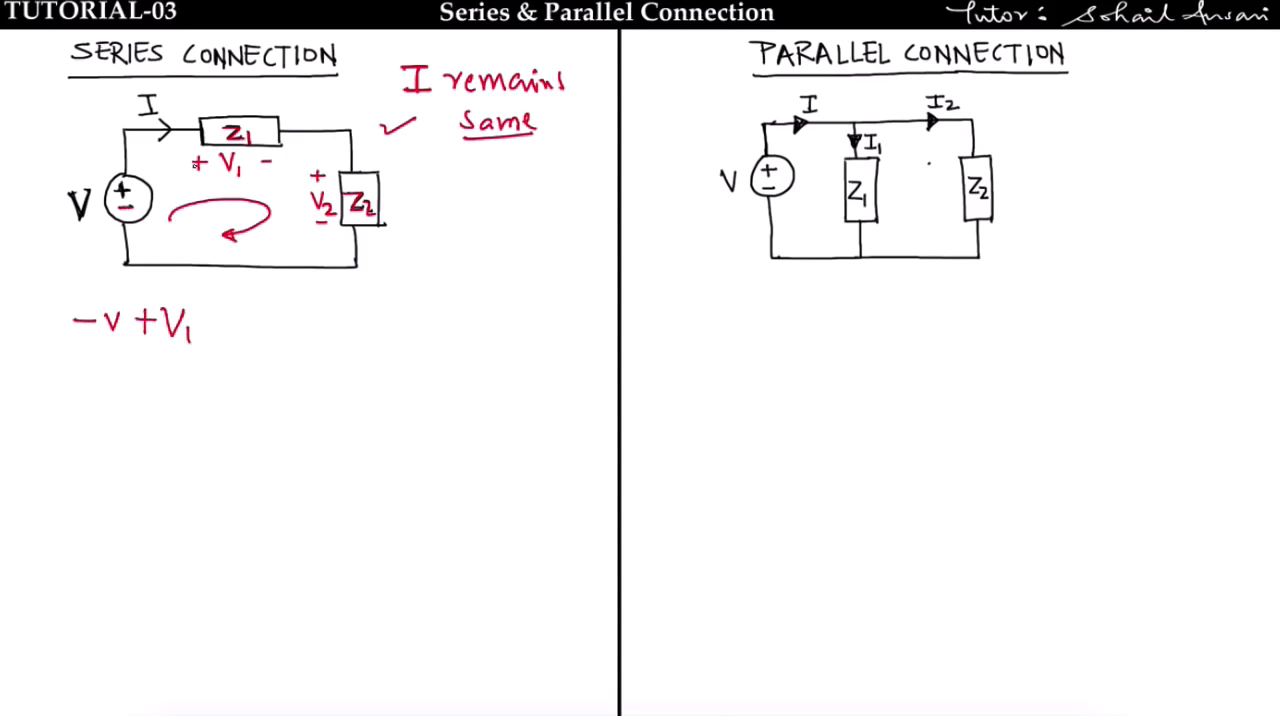 TUTORIAL-03
Series & Parallel Connection
Tutor: Sohail Ansari
SERIES CONNECTION
I remains
same
I
Z1
+ V1 -
V
+
-
+
V2
-
Z2
-v +V1
PARALLEL CONNECTION
I
I2
I1
V
+
-
Z1
Z2